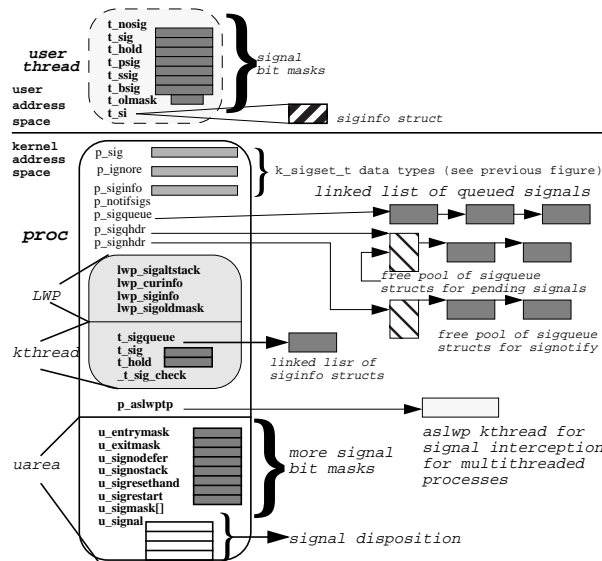 t_nosig
t_sig
t_hold
t_psig
t_ssig
t_bsig
t_olmask
t_si
user
thread
signal
bit masks
user
address
space
siginfo struct
kernel
address
space
p_sig
p_ignore
p_siginfo
p_notifsigs
p_sigqueue
p_sigqhdr
p_signhdr
k_sigset_t data types (see previous figure)
linked list of queued signals
proc
free pool of sigqueue
structs for pending signals
LWP
lwp_sigaltstack
lwp_curinfo
lwp_siginfo
lwp_sigoldmask
free pool of sigqueue
structs for signotify
kthread
t_sigqueue
t_sig
t_hold
_t_sig_check
linked lisr of
siginfo structs
p_aslwptp
aslwp kthread for
signal interception
for multithreaded
processes
uarea
u_entrymask
u_exitmask
u_signodefer
u_signostack
u_sigresethand
u_sigrestart
u_sigmask[]
u_signal
more signal
bit masks
signal disposition